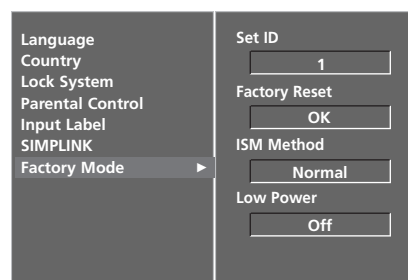 Language
Country
Lock System
Parental Control
Input Label
SIMPLINK
Factory Mode ►
Set ID
1
Factory Reset
OK
ISM Method
Normal
Low Power
Off